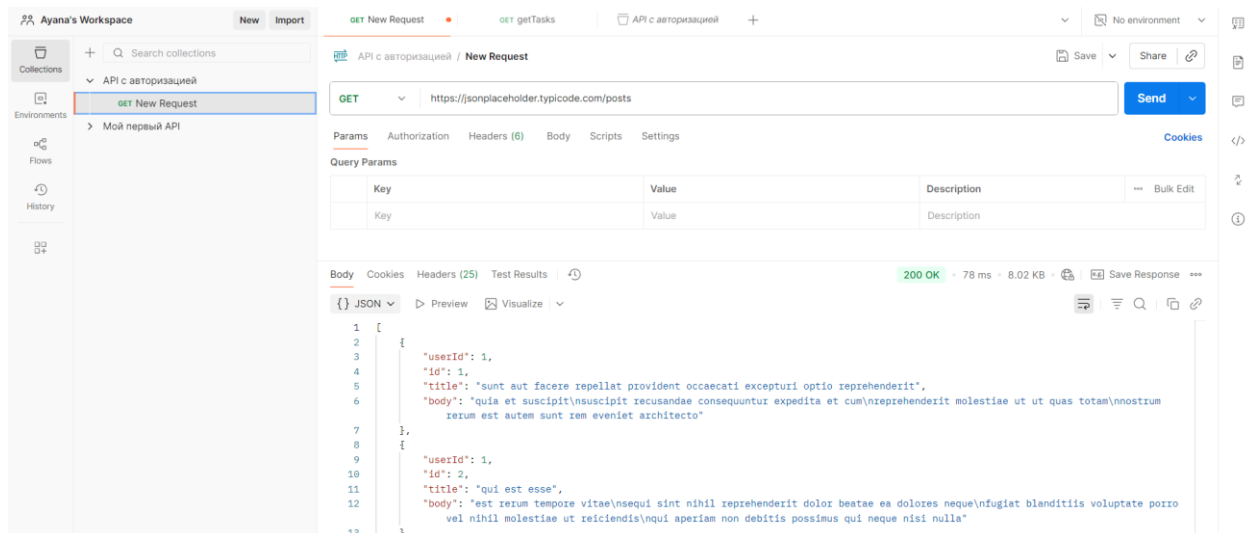 Ayana's Workspace New Import
GET New Request GET getTasks API с авторизацией No environment
Collections
Environments
Flows
History
Search collections
API с авторизацией
GET New Request
Мой первый API
HTTP API с авторизацией / New Request Save Share
GET https://jsonplaceholder.typicode.com/posts Send
Params Authorization Headers (6) Body Scripts Settings Cookies
Query Params
Key Value Description Bulk Edit
Key Value Description
Body Cookies Headers (25) Test Results 200 OK 78 ms 8.02 KB Save Response
{} JSON Preview Visualize
1 [
2 {
3 "userId": 1,
4 "id": 1,
5 "title": "sunt aut facere repellat provident occaecati excepturi optio reprehenderit",
6 "body": "quia et suscipit\nsuscipit recusandae consequuntur expedita et cum\nreprehenderit molestiae ut ut quas totam\nnostrum
rerum est autem sunt rem eveniet architecto"
7 },
8 {
9 "userId": 1,
10 "id": 2,
11 "title": "qui est esse",
12 "body": "est rerum tempore vitae\nsequi sint nihil reprehenderit dolor beatae ea dolores neque\nfugiat blanditiis voluptate porro
vel nihil molestiae ut reiciendis\nqui aperiam non debitis possimus qui neque nisi nulla"
13 }